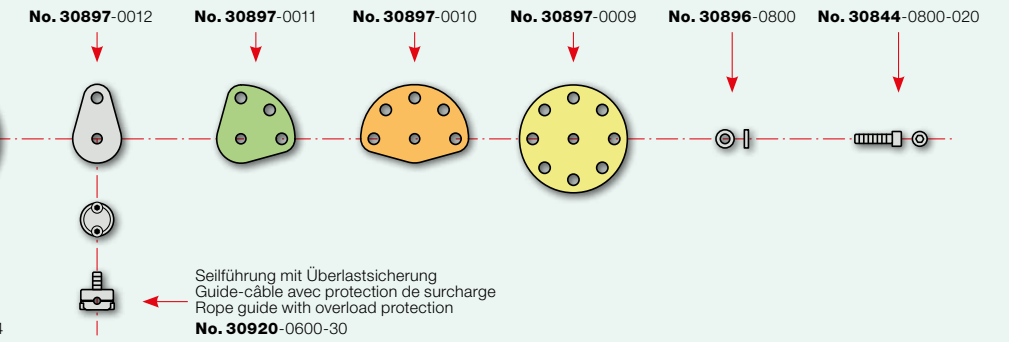 No. 30897-0012 No. 30897-0011 No. 30897-0010 No. 30897-0009 No. 30896-0800 No. 30844-0800-020
Seilführung mit Überlastsicherung
Guide-câble avec protection de surcharge
Rope guide with overload protection
No. 30920-0600-30
4